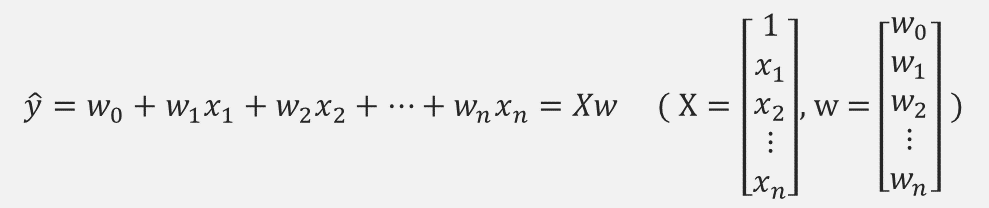 ŷ = w₀ + w₁x₁ + w₂x₂ + ⋯ + wₙxₙ = Xw ( X = [1 x₁ x₂ ⋮ xₙ], w = [w₀ w₁ w₂ ⋮ wₙ] )